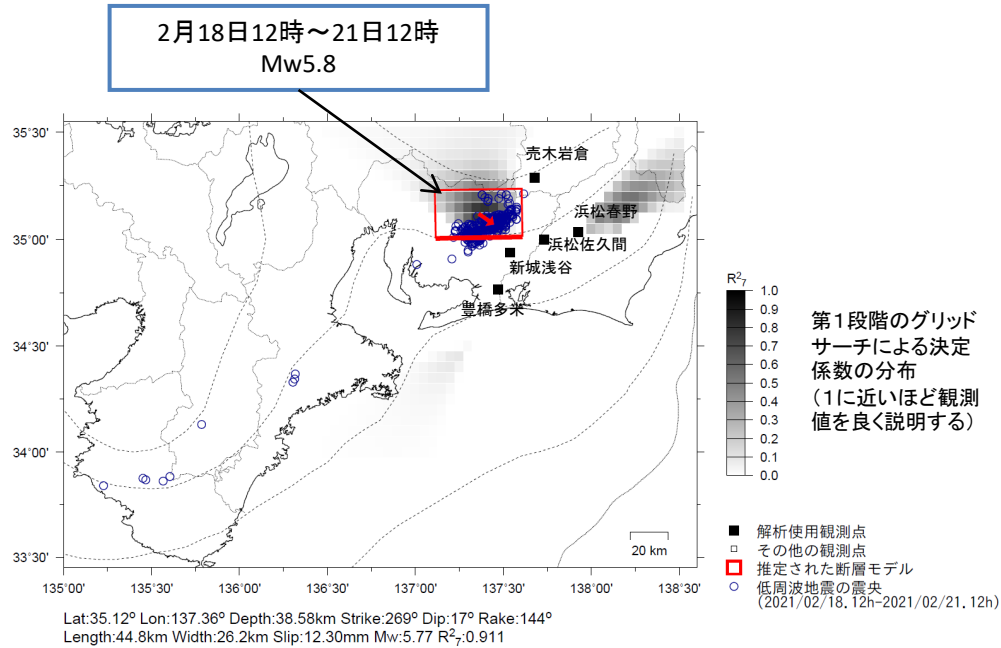 2月18日12時～21日12時
Mw5.8
35°30'
35°00'
34°30'
34°00'
33°30'
135°00'
135°30'
136°00'
136°30'
137°00'
137°30'
138°00'
138°30'
売木岩倉
浜松春野
浜松佐久間
新城浅谷
豊橋多米
20 km
R²₇
1.0
0.9
0.8
0.7
0.6
0.5
0.4
0.3
0.2
0.1
0.0
第１段階のグリッド
サーチによる決定
係数の分布
（１に近いほど観測
値を良く説明する）
解析使用観測点
その他の観測点
推定された断層モデル
低周波地震の震央
(2021/02/18.12h-2021/02/21.12h)
Lat:35.12° Lon:137.36° Depth:38.58km Strike:269° Dip:17° Rake:144°
Length:44.8km Width:26.2km Slip:12.30mm Mw:5.77 R²₇:0.911